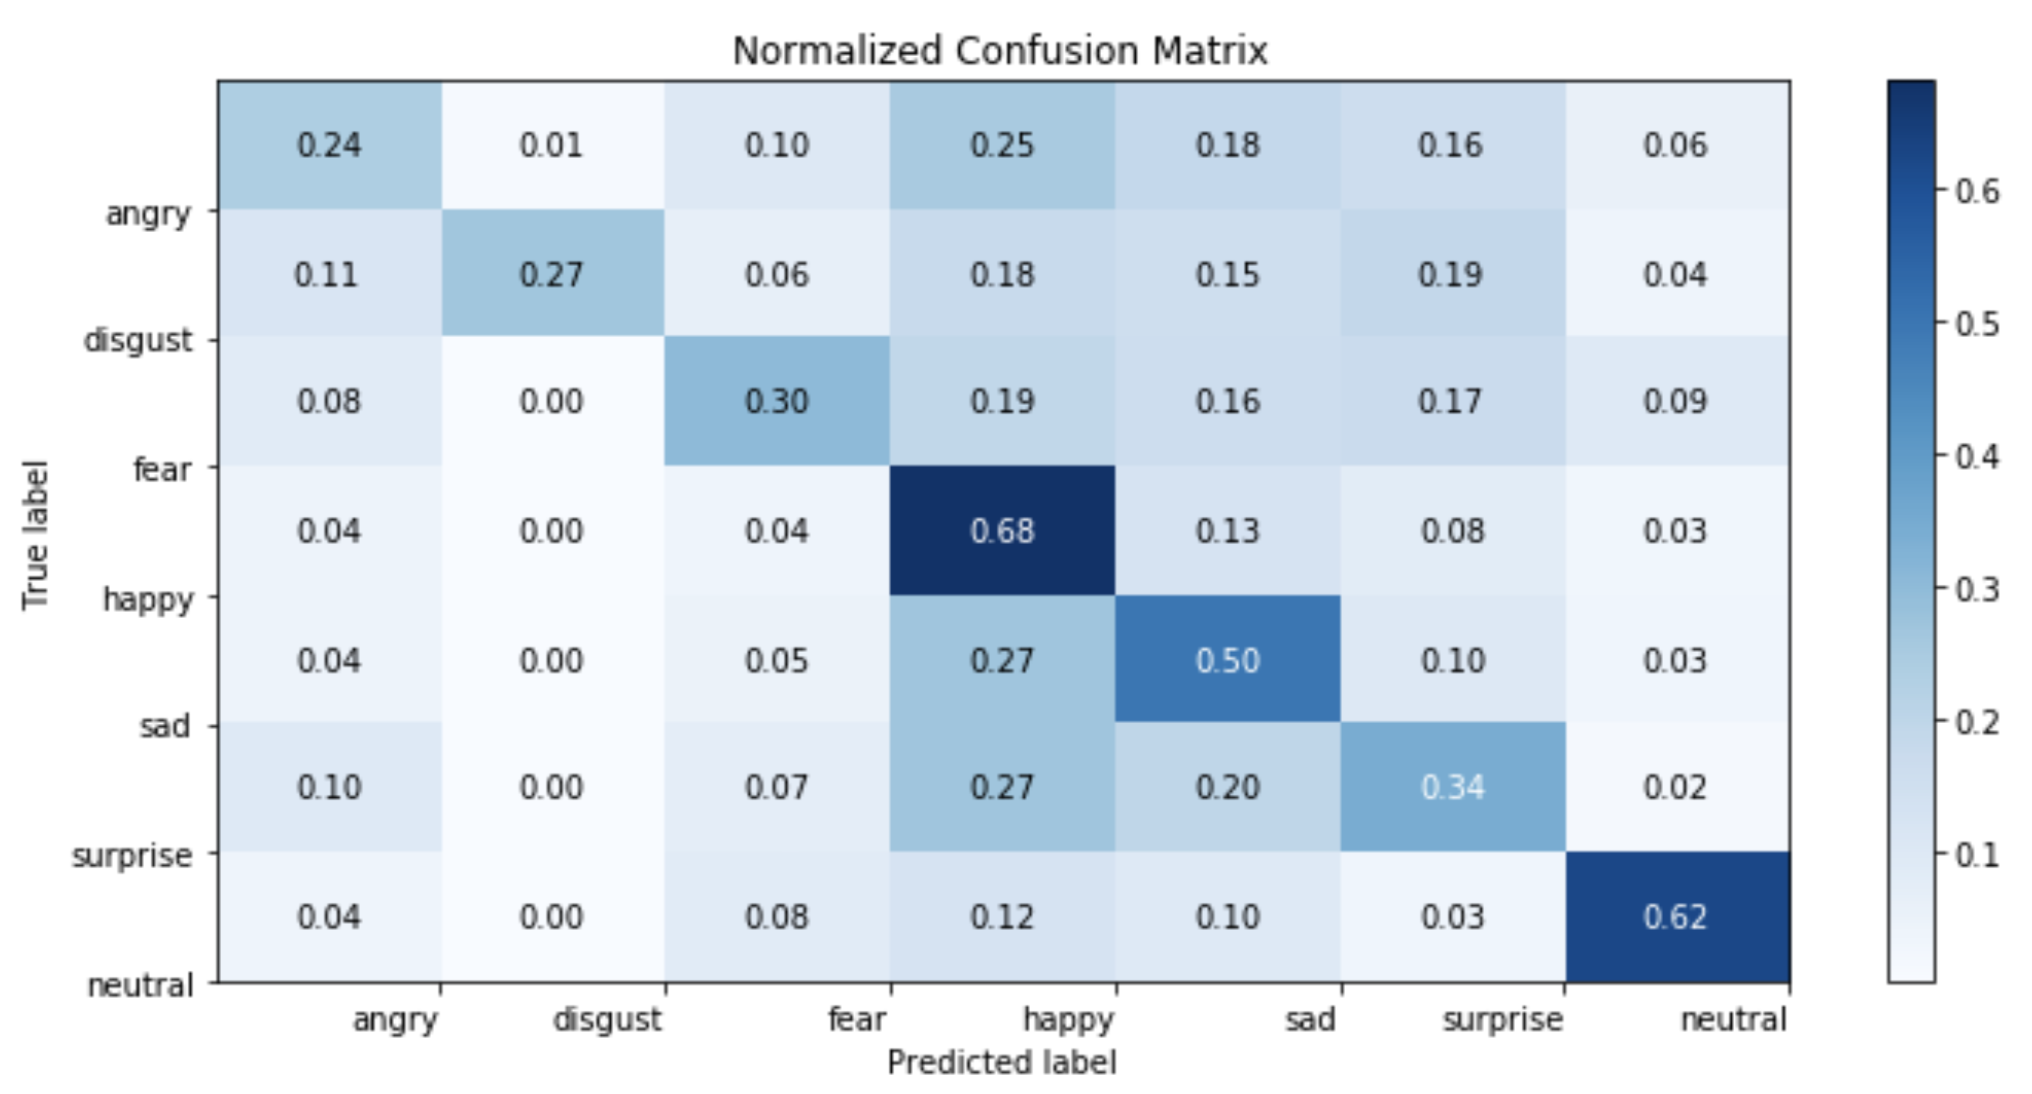 Normalized Confusion Matrix
0.24 0.01 0.10 0.25 0.18 0.16 0.06
angry
0.11 0.27 0.06 0.18 0.15 0.19 0.04
disgust
0.08 0.00 0.30 0.19 0.16 0.17 0.09
fear
0.04 0.00 0.04 0.68 0.13 0.08 0.03
happy
0.04 0.00 0.05 0.27 0.50 0.10 0.03
sad
0.10 0.00 0.07 0.27 0.20 0.34 0.02
surprise
0.04 0.00 0.08 0.12 0.10 0.03 0.62
neutral
True label
angry disgust fear happy sad surprise neutral
Predicted label
0.6
0.5
0.4
0.3
0.2
0.1